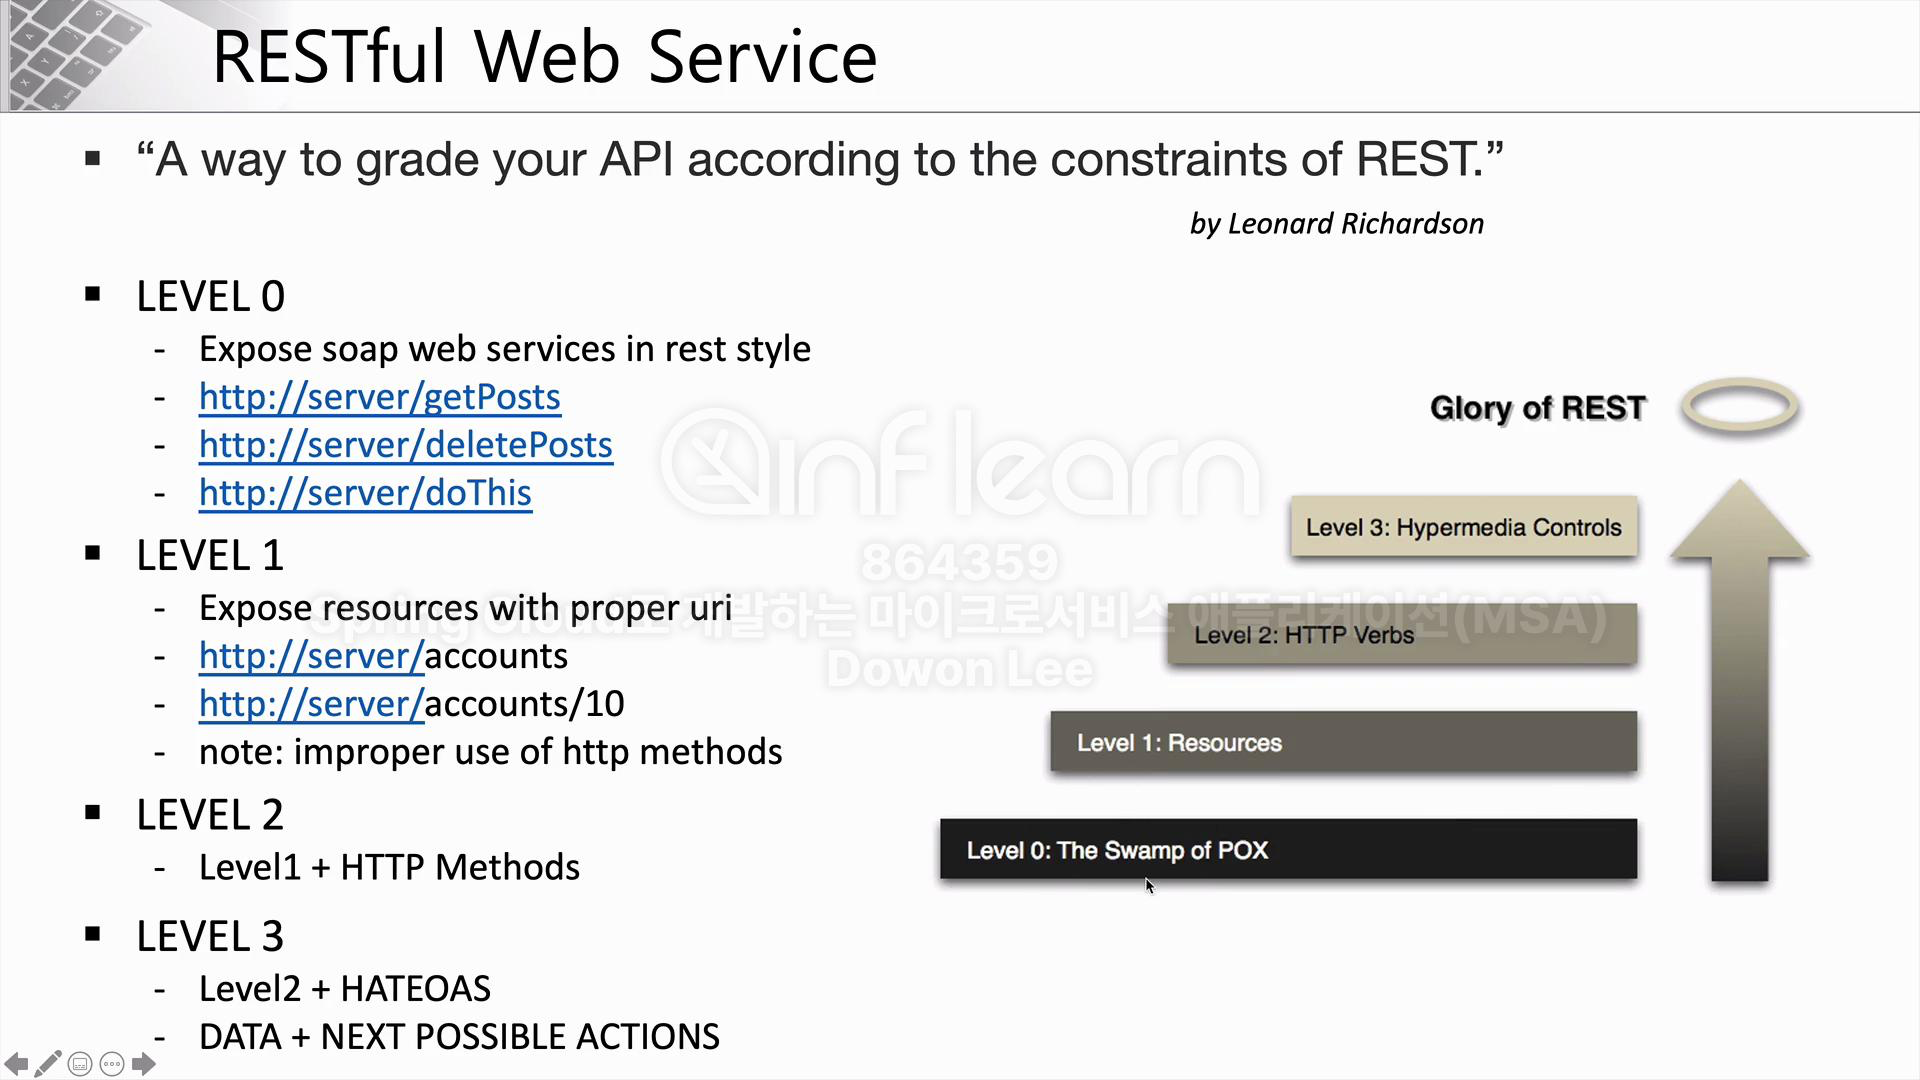 RESTful Web Service
“A way to grade your API according to the constraints of REST.”
by Leonard Richardson
LEVEL 0
- Expose soap web services in rest style
- http://server/getPosts
- http://server/deletePosts
- http://server/doThis
LEVEL 1
- Expose resources with proper uri
- http://server/accounts
- http://server/accounts/10
- note: improper use of http methods
LEVEL 2
- Level1 + HTTP Methods
LEVEL 3
- Level2 + HATEOAS
- DATA + NEXT POSSIBLE ACTIONS
Glory of REST
Level 3: Hypermedia Controls
Level 2: HTTP Verbs
Level 1: Resources
Level 0: The Swamp of POX
inflearn
864359
Spring Cloud로 개발하는 마이크로서비스 애플리케이션(MSA)
Dowon Lee